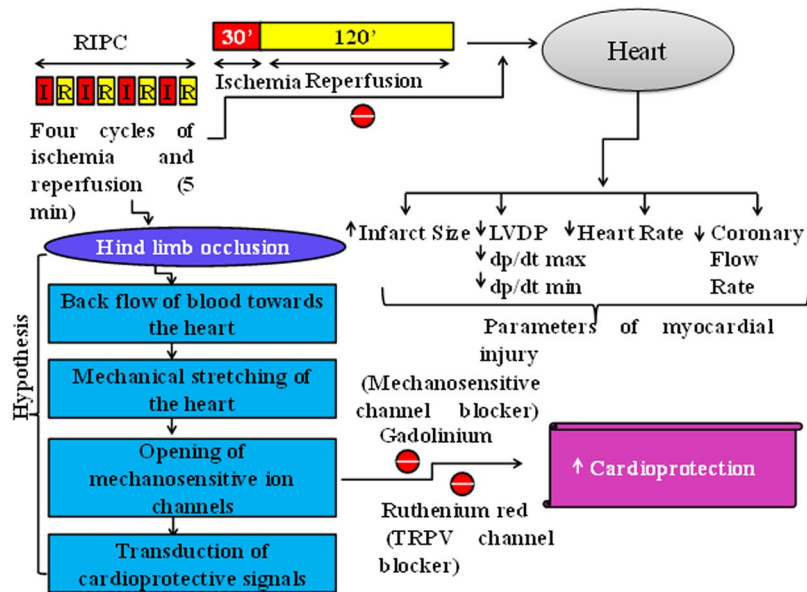 RIPC
30’
120’
Ischemia Reperfusion
I R I R I R I R
Four cycles of
ischemia and
reperfusion (5
min)
Heart
Hind limb occlusion
Back flow of blood towards
the heart
Mechanical stretching of
the heart
Opening of
mechanosensitive ion
channels
Transduction of
cardioprotective signals
Hypothesis
↑ Infarct Size
↓ LVDP
↓ dp/dt max
↓ dp/dt min
↓ Heart Rate
↓ Coronary
Flow
Rate
Parameters of myocardial
injury
(Mechanosensitive
channel blocker)
Gadolinium
Ruthenium red
(TRPV channel
blocker)
↑ Cardioprotection